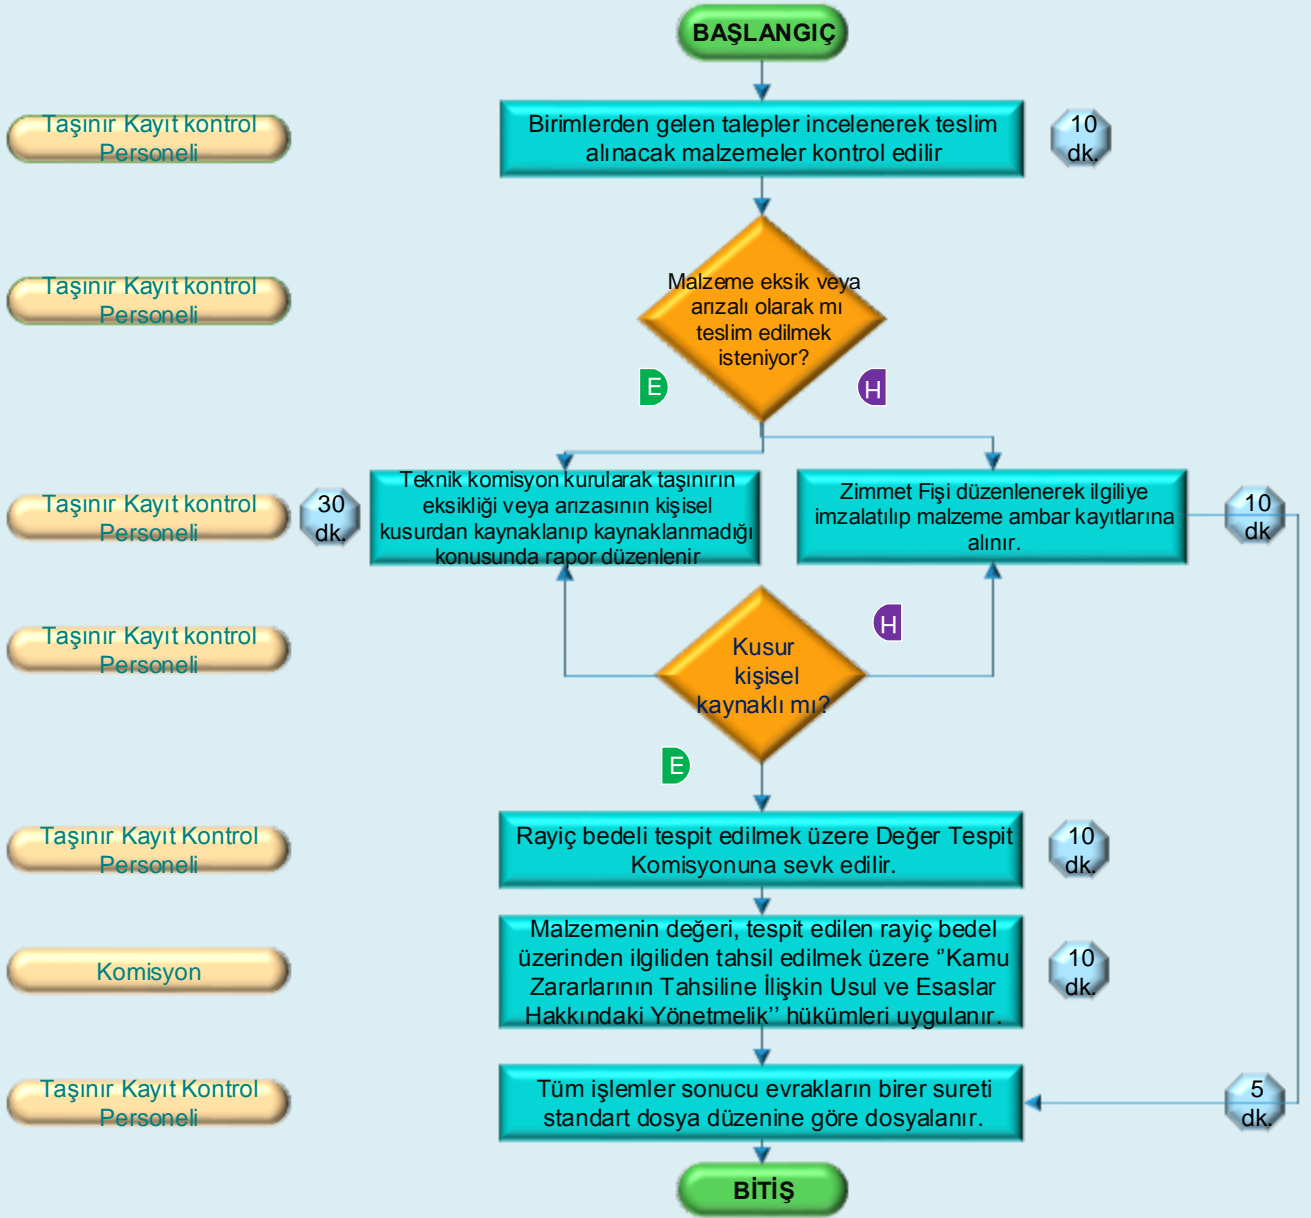 BAŞLANGIÇ
Taşınır Kayıt kontrol
Personeli
Birimlerden gelen talepler incelenerek teslim
alınacak malzemeler kontrol edilir
10
dk.
Taşınır Kayıt kontrol
Personeli
Malzeme eksik veya
arızalı olarak mı
teslim edilmek
isteniyor?
E
H
Taşınır Kayıt kontrol
Personeli
30
dk.
Teknik komisyon kurularak taşınırın
eksikliği veya arızasının kişisel
kusurdan kaynaklanıp kaynaklanmadığı
konusunda rapor düzenlenir
Zimmet Fişi düzenlenerek ilgiliye
imzalatılıp malzeme ambar kayıtlarına
alınır.
10
dk
Taşınır Kayıt kontrol
Personeli
Kusur
kişisel
kaynaklı mı?
H
E
Taşınır Kayıt Kontrol
Personeli
Rayiç bedeli tespit edilmek üzere Değer Tespit
Komisyonuna sevk edilir.
10
dk.
Komisyon
Malzemenin değeri, tespit edilen rayiç bedel
üzerinden ilgiliden tahsil edilmek üzere ‘’Kamu
Zararlarının Tahsiline İlişkin Usul ve Esaslar
Hakkındaki Yönetmelik’’ hükümleri uygulanır.
10
dk.
Taşınır Kayıt Kontrol
Personeli
Tüm işlemler sonucu evrakların birer sureti
standart dosya düzenine göre dosyalanır.
5
dk.
BİTİŞ